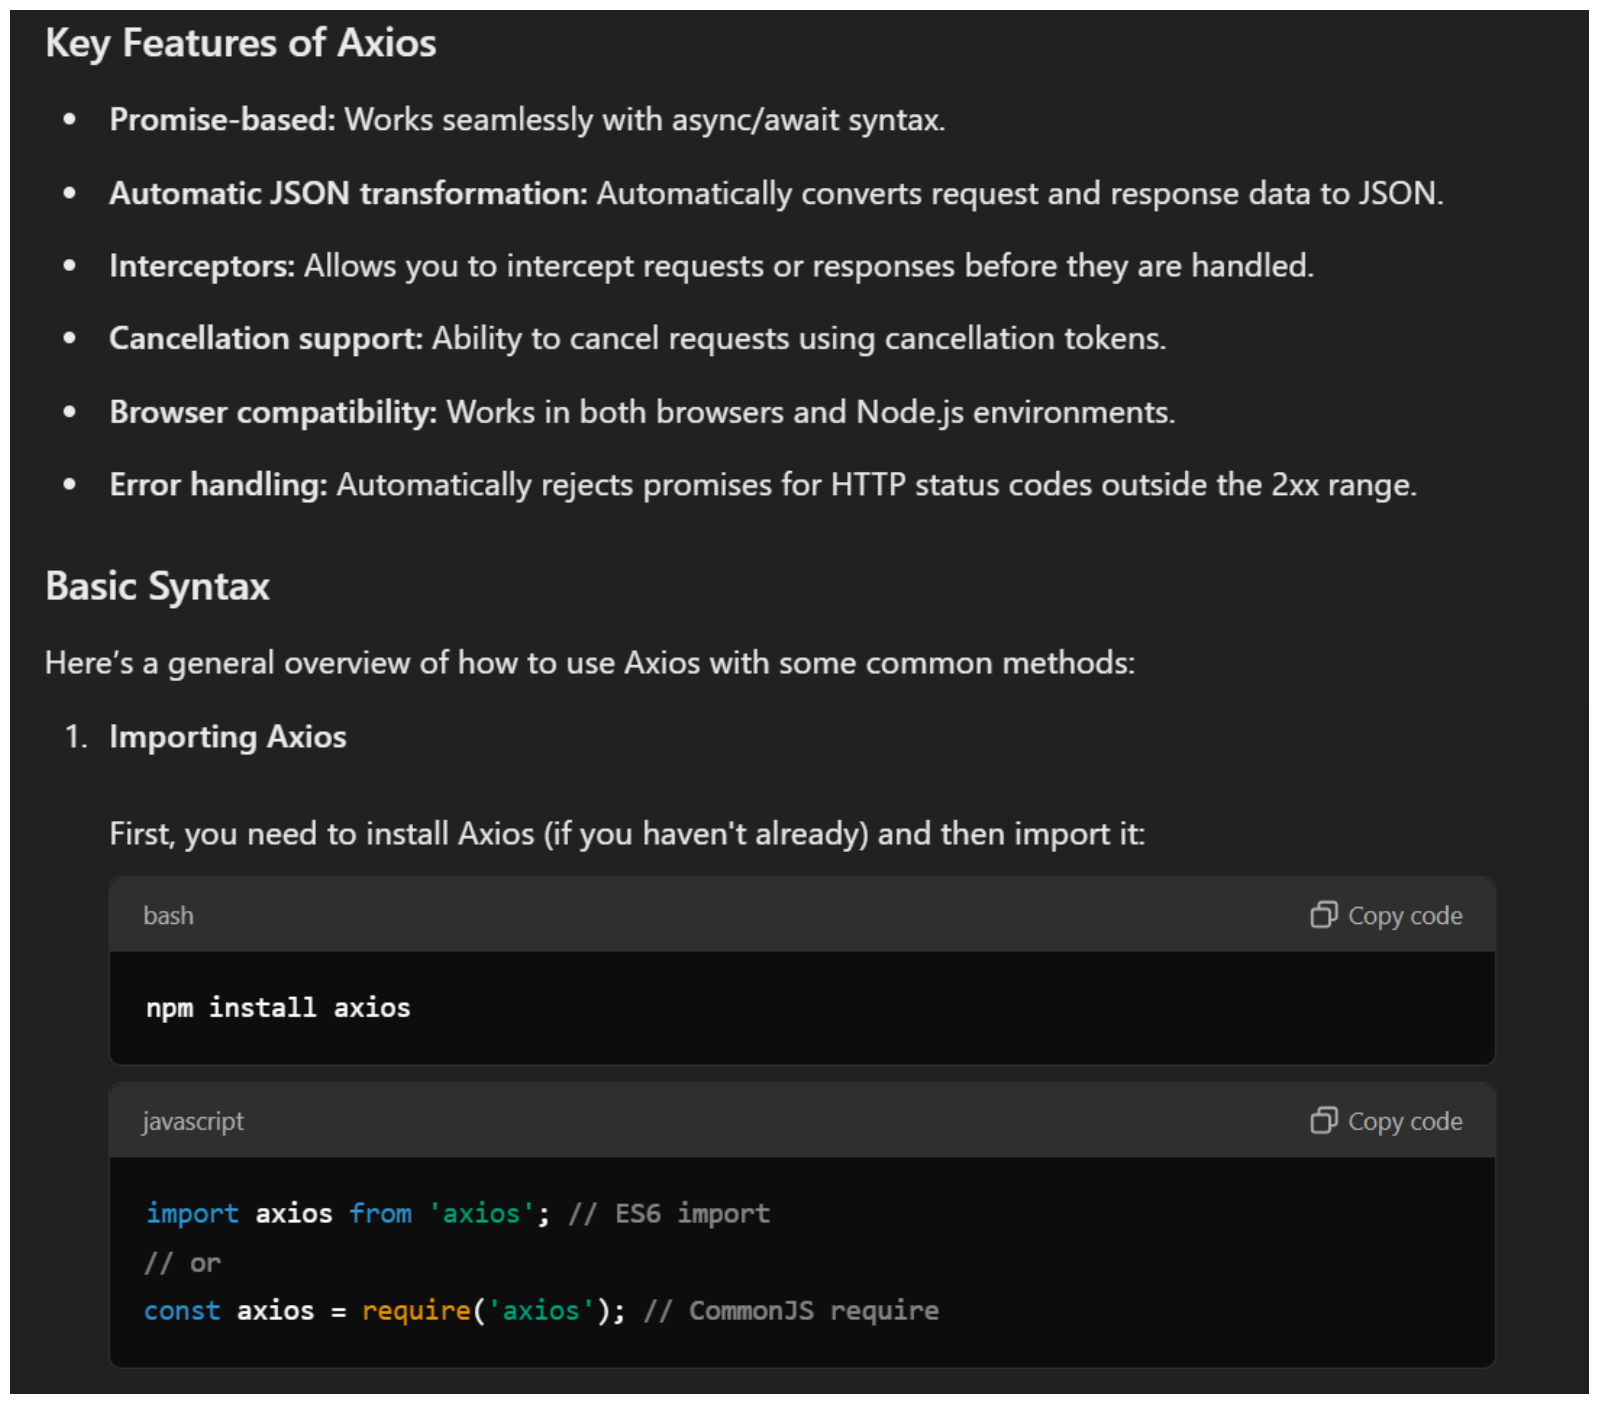 Key Features of Axios
• Promise-based: Works seamlessly with async/await syntax.
• Automatic JSON transformation: Automatically converts request and response data to JSON.
• Interceptors: Allows you to intercept requests or responses before they are handled.
• Cancellation support: Ability to cancel requests using cancellation tokens.
• Browser compatibility: Works in both browsers and Node.js environments.
• Error handling: Automatically rejects promises for HTTP status codes outside the 2xx range.
Basic Syntax
Here’s a general overview of how to use Axios with some common methods:
1. Importing Axios
First, you need to install Axios (if you haven't already) and then import it:
bash Copy code
npm install axios
javascript Copy code
import axios from 'axios'; // ES6 import
// or
const axios = require('axios'); // CommonJS require